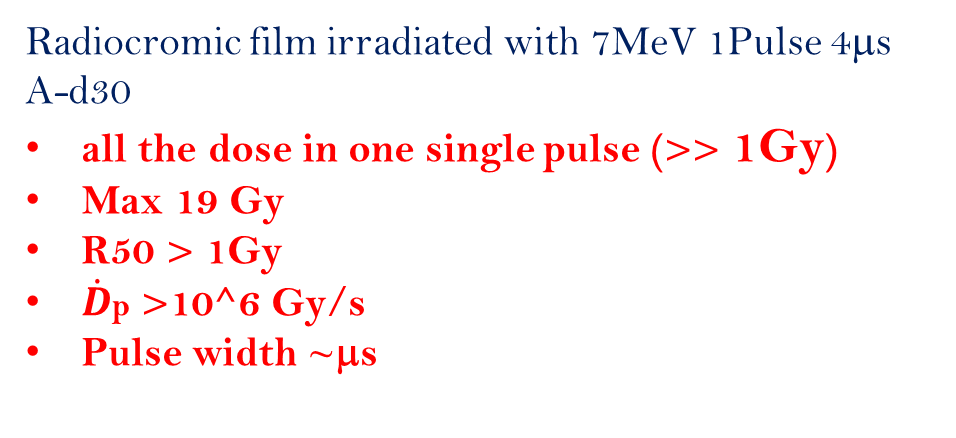 Radiocromic film irradiated with 7MeV 1Pulse 4μs
A-d30
• all the dose in one single pulse (>> 1Gy)
• Max 19 Gy
• R50 > 1Gy
• Ḋp >10^6 Gy/s
• Pulse width ~μs